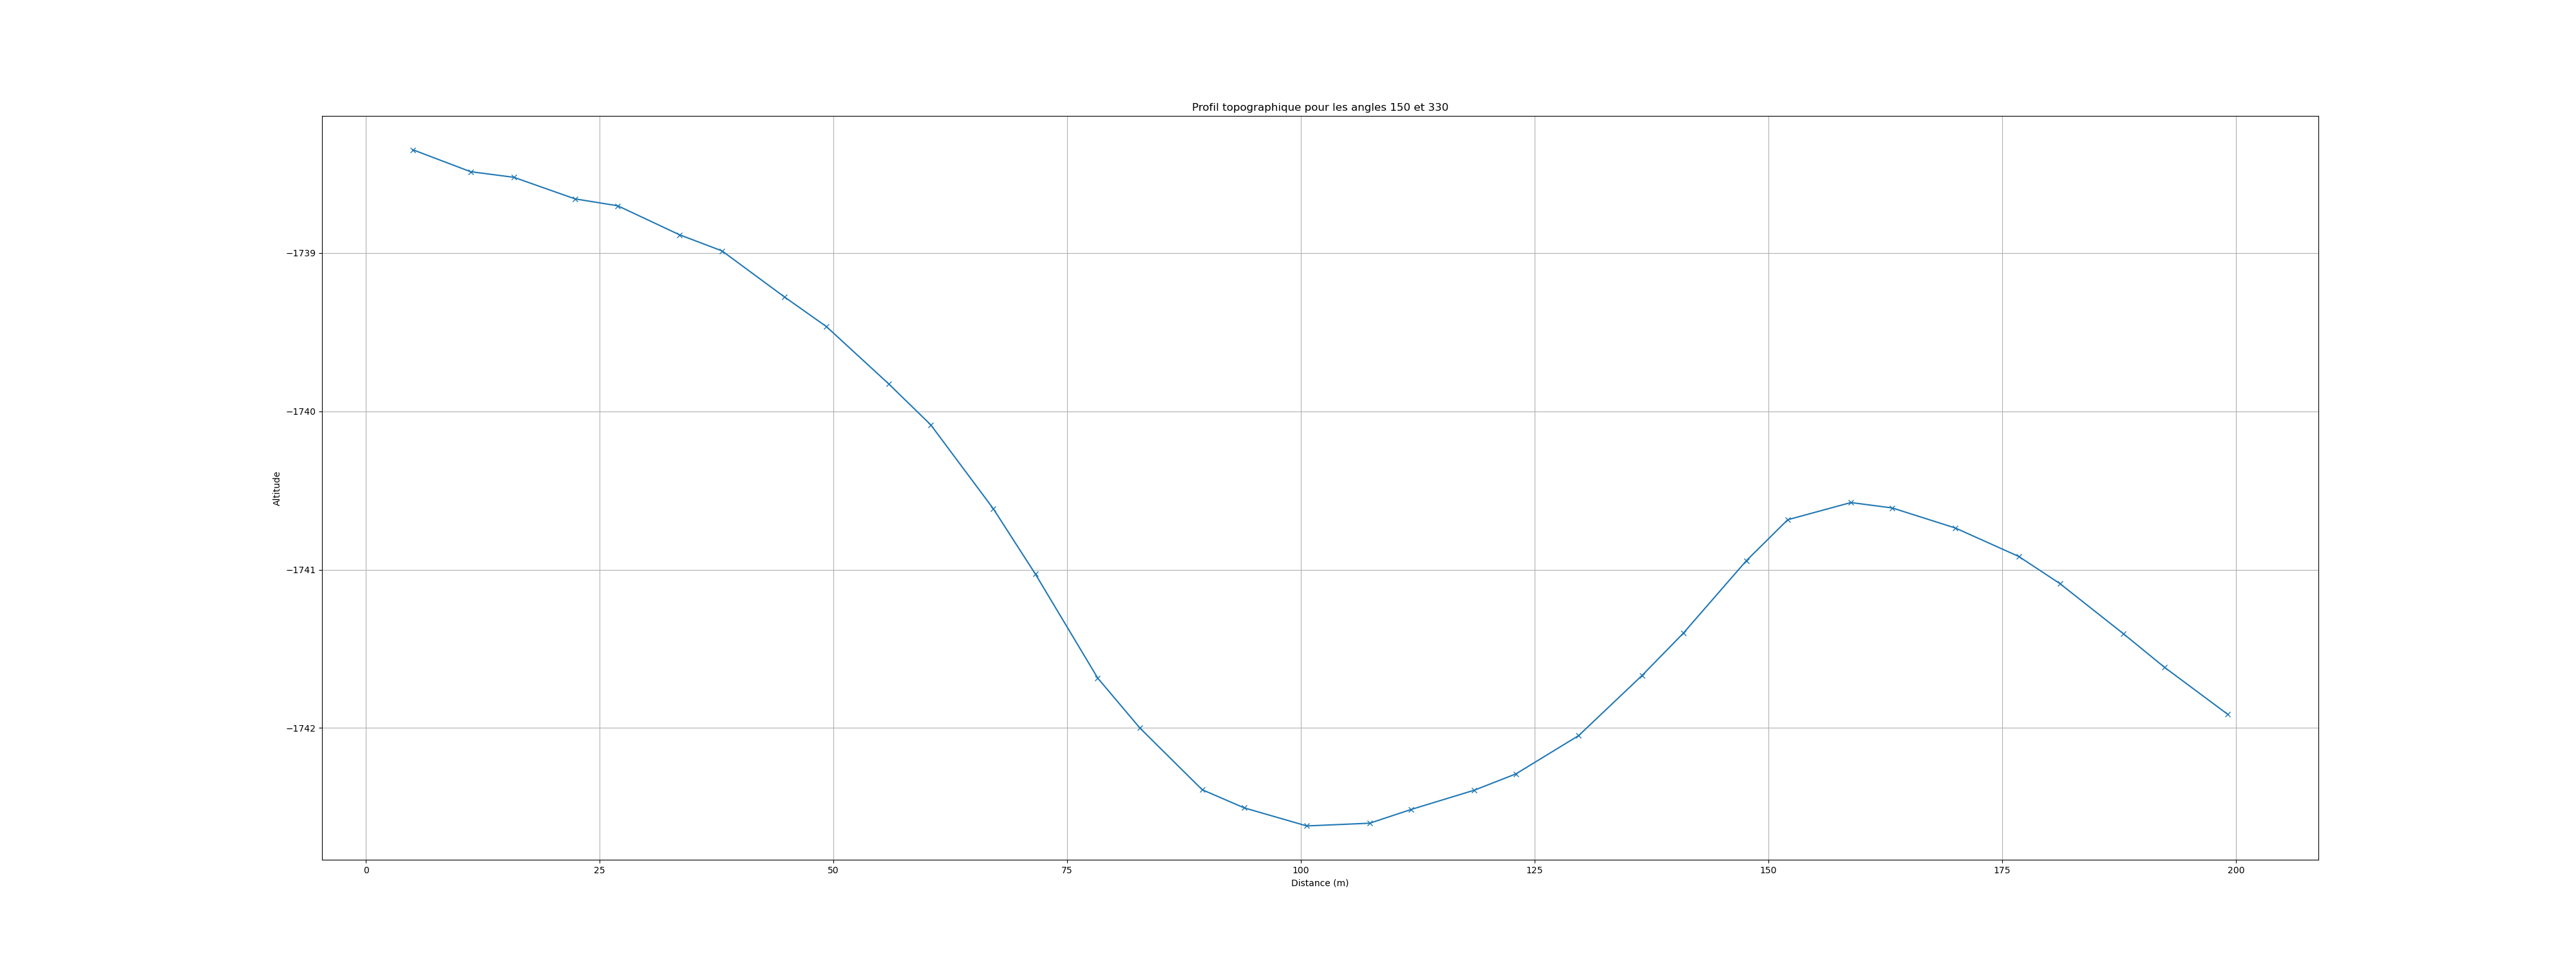 Profil topographique pour les angles 150 et 330
−1739
−1740
Altitude
−1741
−1742
0 25 50 75 100 125 150 175 200
Distance (m)